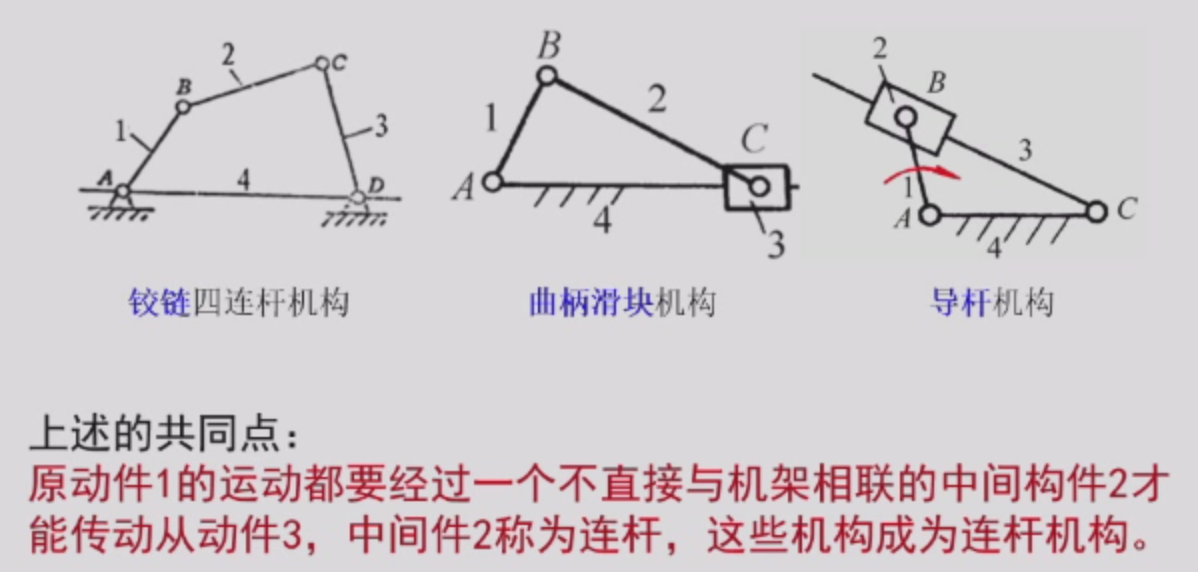 B
2
C
1
3
A
4
D
B
1
2
C
A
4
3
2
B
3
1
A
4
C
铰链四连杆机构
曲柄滑块机构
导杆机构
上述的共同点：
原动件1的运动都要经过一个不直接与机架相联的中间构件2才
能传动从动件3，中间件2称为连杆，这些机构成为连杆机构。